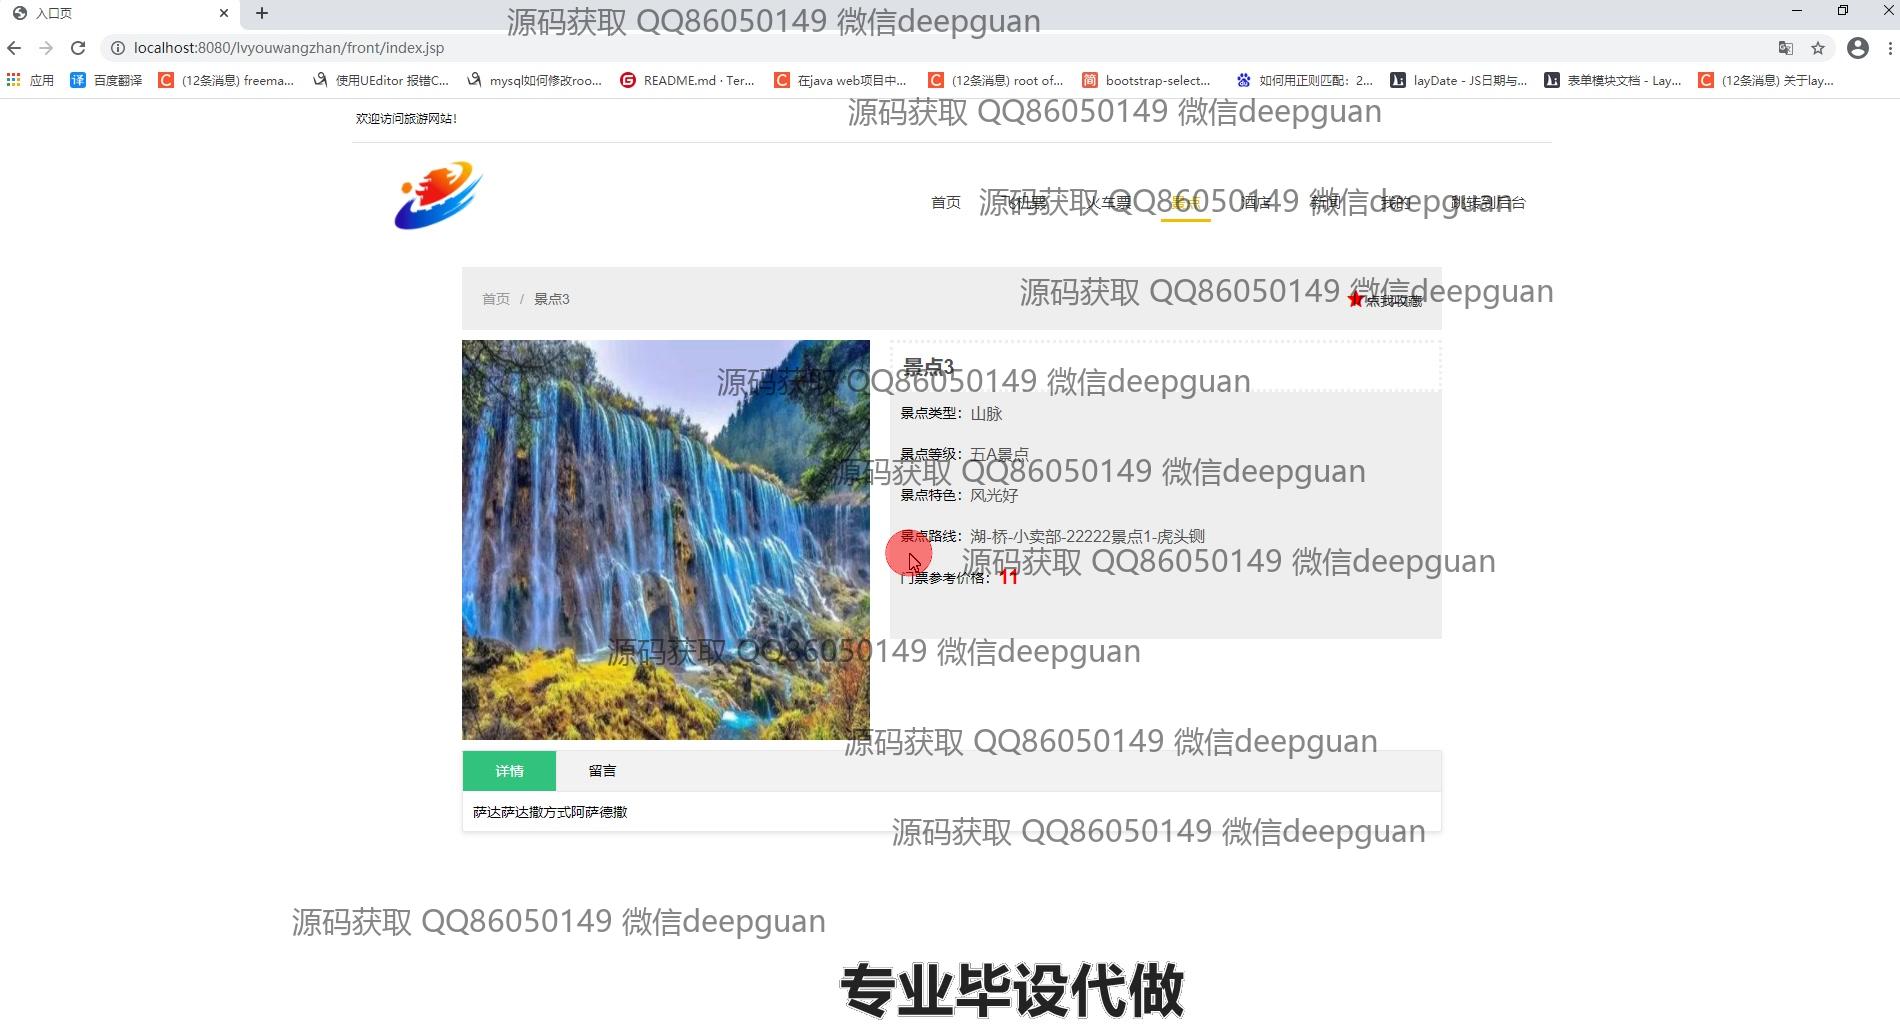 入口页
源码获取 QQ86050149 微信deepguan
localhost:8080/lvyouwangzhan/front/index.jsp
应用 百度翻译 (12条消息) freema... 使用UEditor 报错C... mysql如何修改roo... README.md · Ter... 在java web项目中... (12条消息) root of... bootstrap-select... 如何用正则匹配：2... layDate - JS日期与... 表单模块文档 - Lay... (12条消息) 关于lay...
源码获取 QQ86050149 微信deepguan
欢迎访问旅游网站！
首页 飞机票 火车票 景点 酒店 新闻 我的 跳转到后台
源码获取 QQ86050149 微信deepguan
源码获取 QQ86050149 微信deepguan
首页 / 景点3
点我收藏
景点3
源码获取 QQ86050149 微信deepguan
景点类型：山脉
景点等级：五A景点
源码获取 QQ86050149 微信deepguan
景点特色：风光好
景点路线：湖-桥-小卖部-22222景点1-虎头铡
源码获取 QQ86050149 微信deepguan
门票参考价格：11
源码获取 QQ86050149 微信deepguan
源码获取 QQ86050149 微信deepguan
详情 留言
萨达萨达撒方式阿萨德撒
源码获取 QQ86050149 微信deepguan
源码获取 QQ86050149 微信deepguan
专业毕设代做